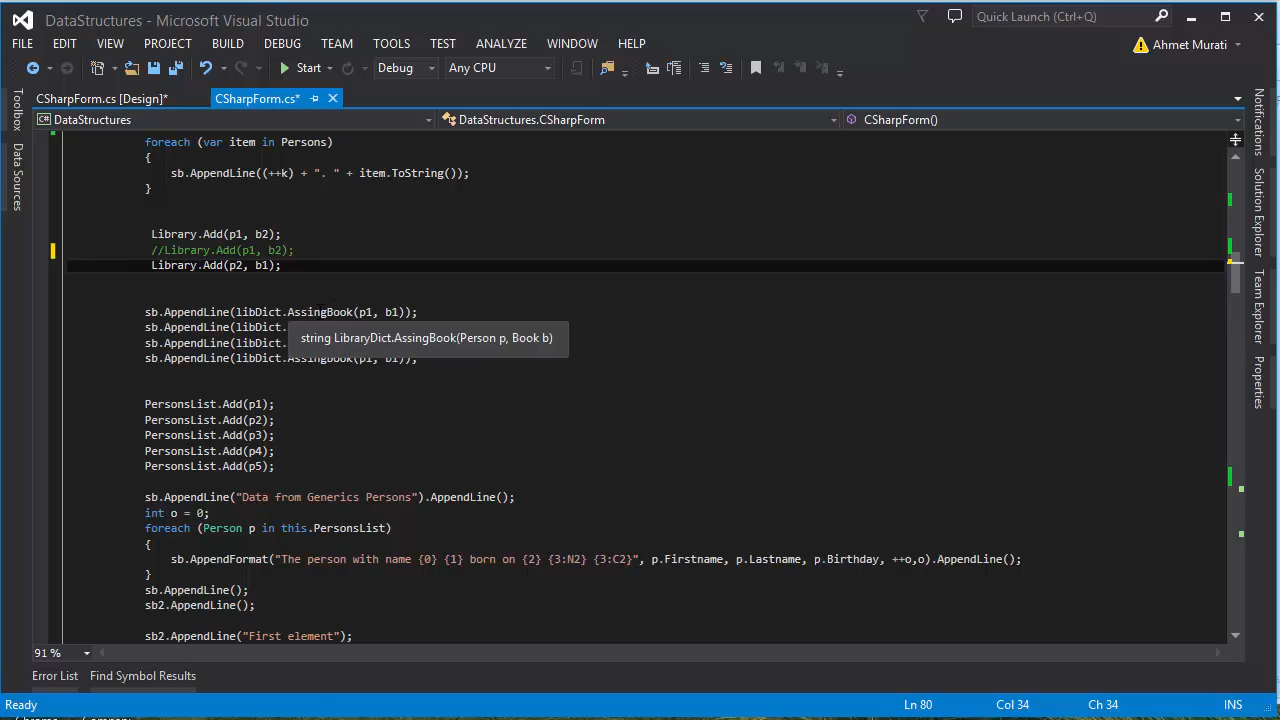 DataStructures - Microsoft Visual Studio
Quick Launch (Ctrl+Q)
FILE EDIT VIEW PROJECT BUILD DEBUG TEAM TOOLS TEST ANALYZE WINDOW HELP
Ahmet Murati
Start Debug Any CPU
CSharpForm.cs [Design]* CSharpForm.cs*
DataStructures DataStructures.CSharpForm CSharpForm()
Toolbox
Data Sources
Notifications
Solution Explorer
Team Explorer
Properties
foreach (var item in Persons)
{
sb.AppendLine((++k) + ". " + item.ToString());
}
Library.Add(p1, b2);
//Library.Add(p1, b2);
Library.Add(p2, b1);
sb.AppendLine(libDict.AssingBook(p1, b1));
sb.AppendLine(libDict.
string LibraryDict.AssingBook(Person p, Book b)
sb.AppendLine(libDict.
sb.AppendLine(libDict.AssingBook(p1, b1));
PersonsList.Add(p1);
PersonsList.Add(p2);
PersonsList.Add(p3);
PersonsList.Add(p4);
PersonsList.Add(p5);
sb.AppendLine("Data from Generics Persons").AppendLine();
int o = 0;
foreach (Person p in this.PersonsList)
{
sb.AppendFormat("The person with name {0} {1} born on {2} {3:N2} {3:C2}", p.Firstname, p.Lastname, p.Birthday, ++o,o).AppendLine();
}
sb.AppendLine();
sb2.AppendLine();
sb2.AppendLine("First element");
91 %
Error List Find Symbol Results
Ready Ln 80 Col 34 Ch 34 INS